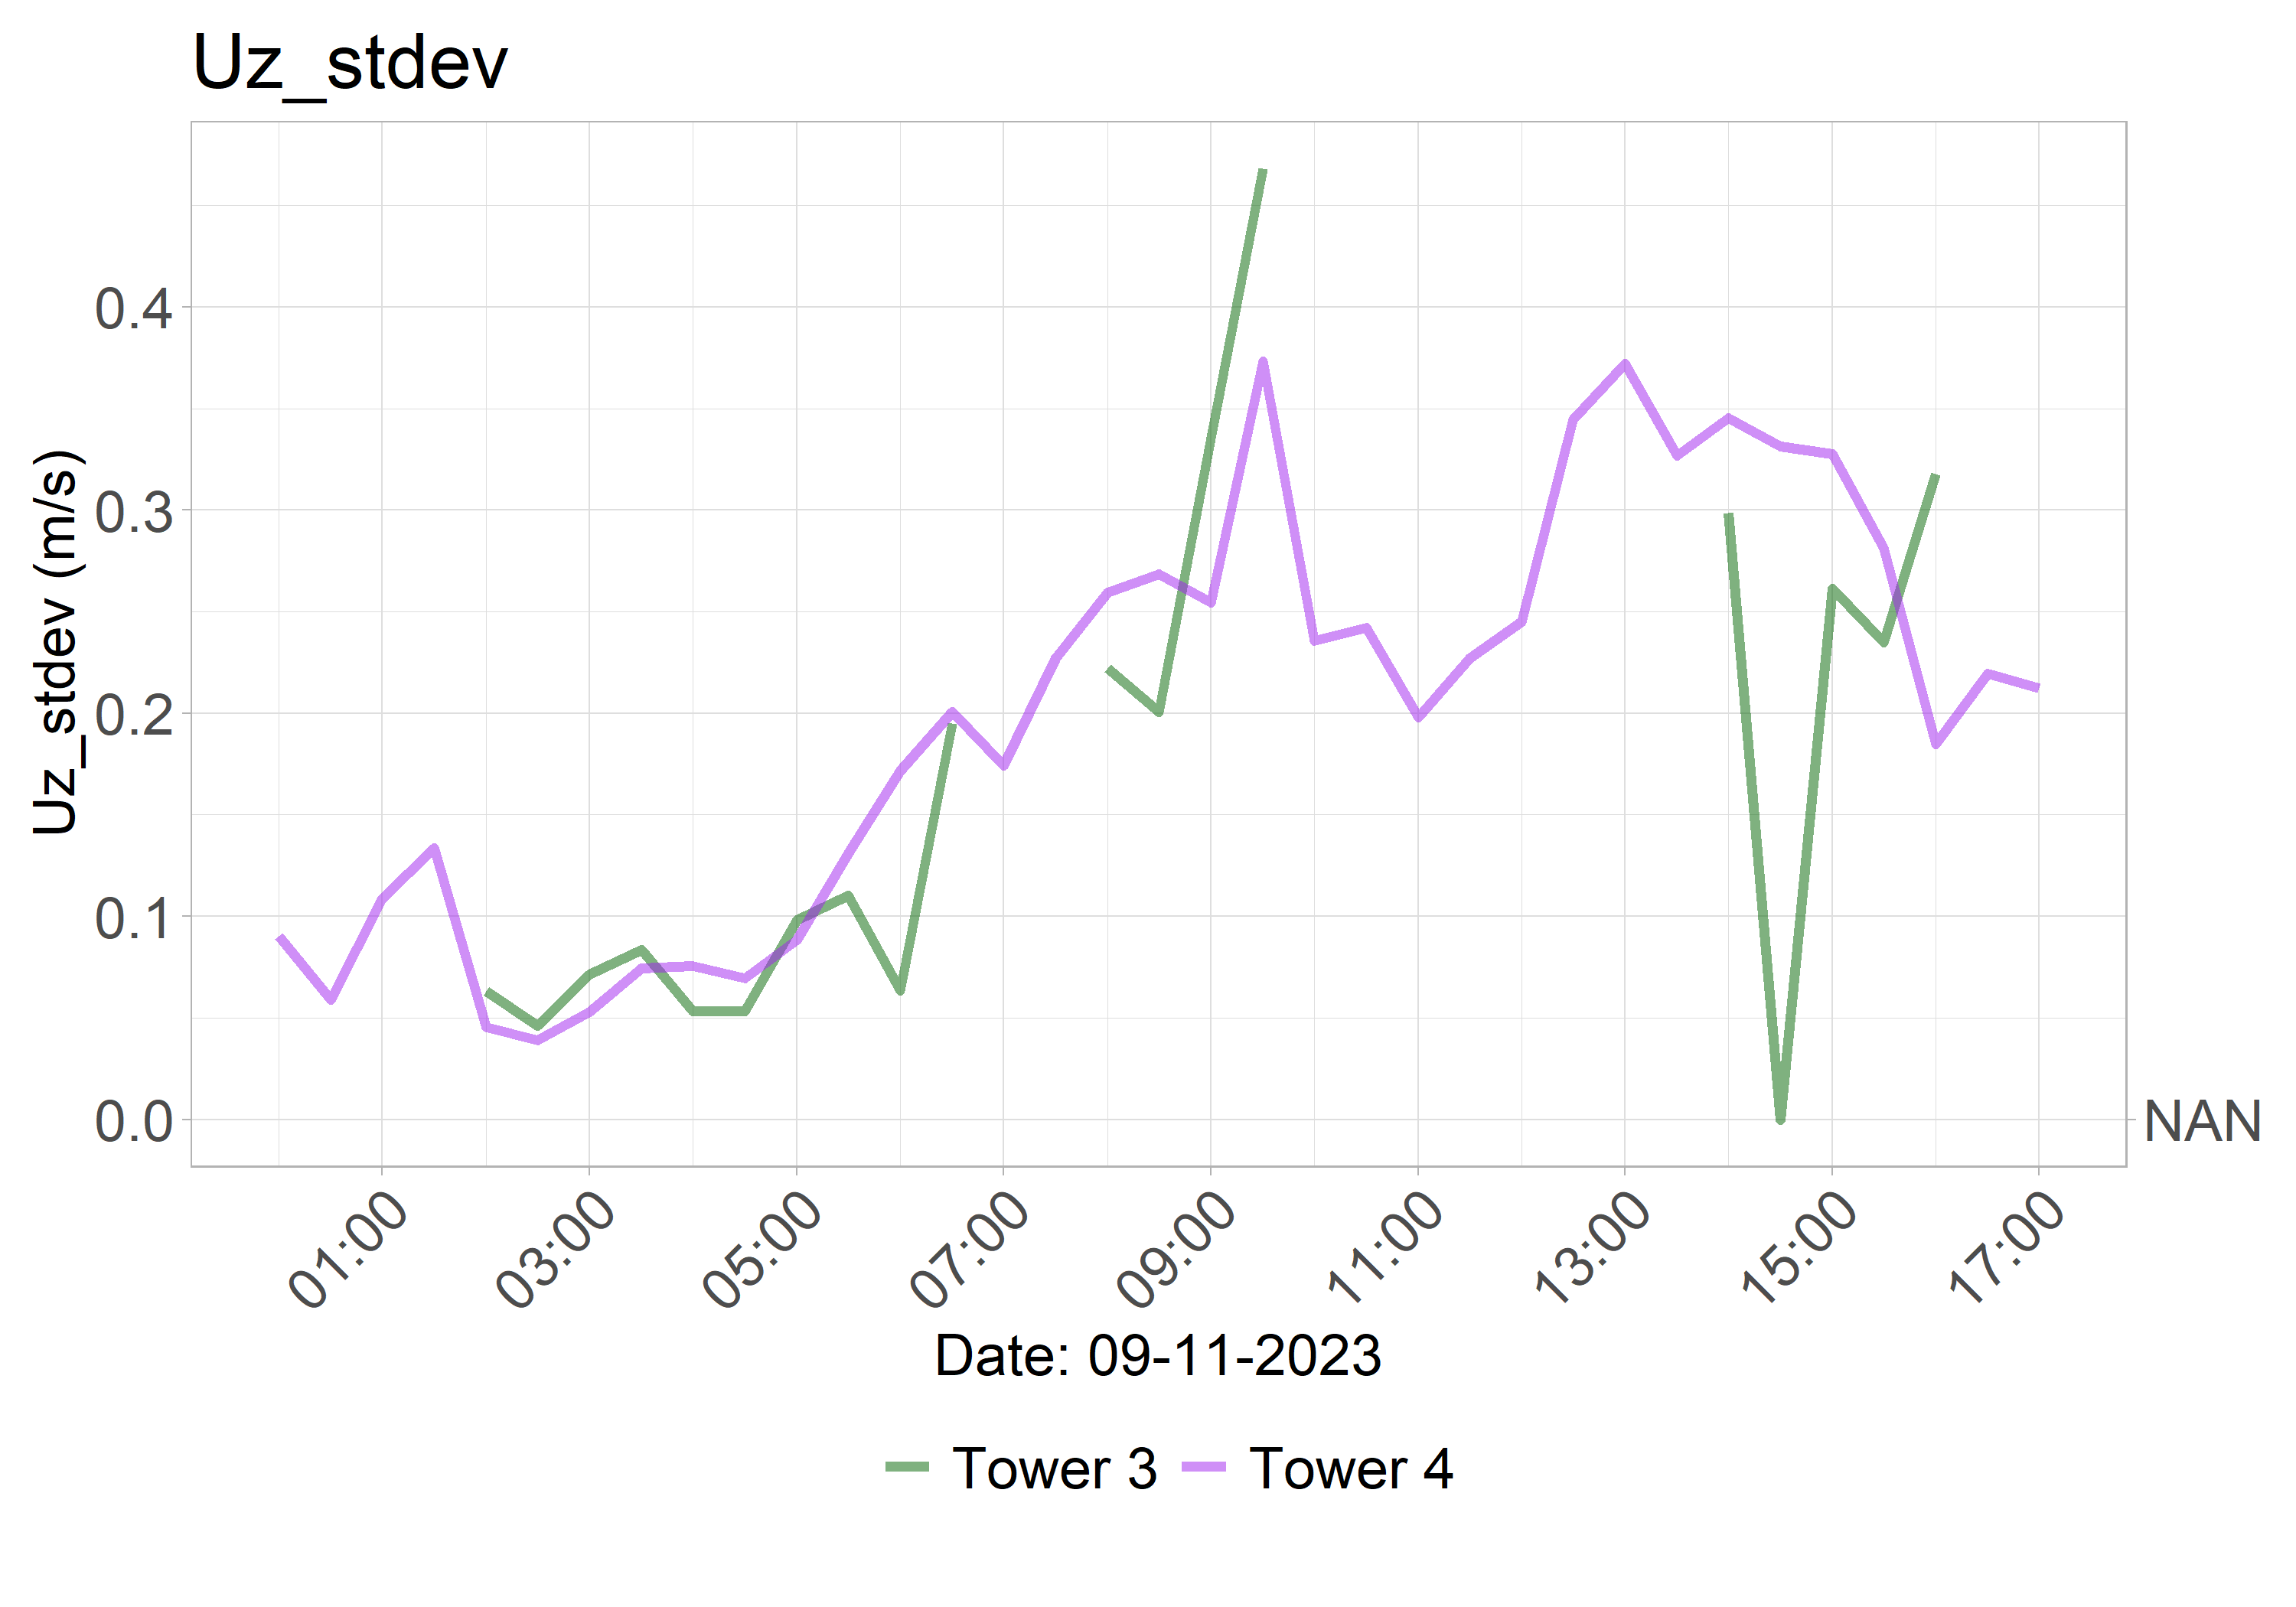 Uz_stdev
Uz_stdev (m/s)
0.4
0.3
0.2
0.1
0.0
NAN
01:00
03:00
05:00
07:00
09:00
11:00
13:00
15:00
17:00
Date: 09-11-2023
Tower 3
Tower 4